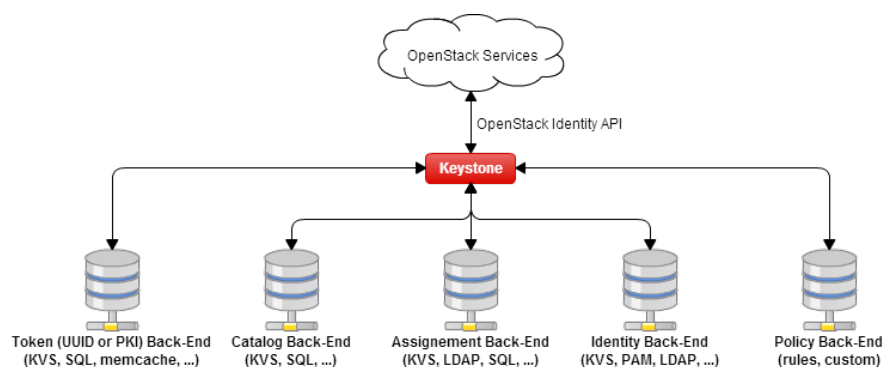 OpenStack Services
OpenStack Identity API
Keystone
Token (UUID or PKI) Back-End
(KVS, SQL, memcache, ...)
Catalog Back-End
(KVS, SQL, ...)
Assignement Back-End
(KVS, LDAP, SQL, ...)
Identity Back-End
(KVS, PAM, LDAP, ...)
Policy Back-End
(rules, custom)